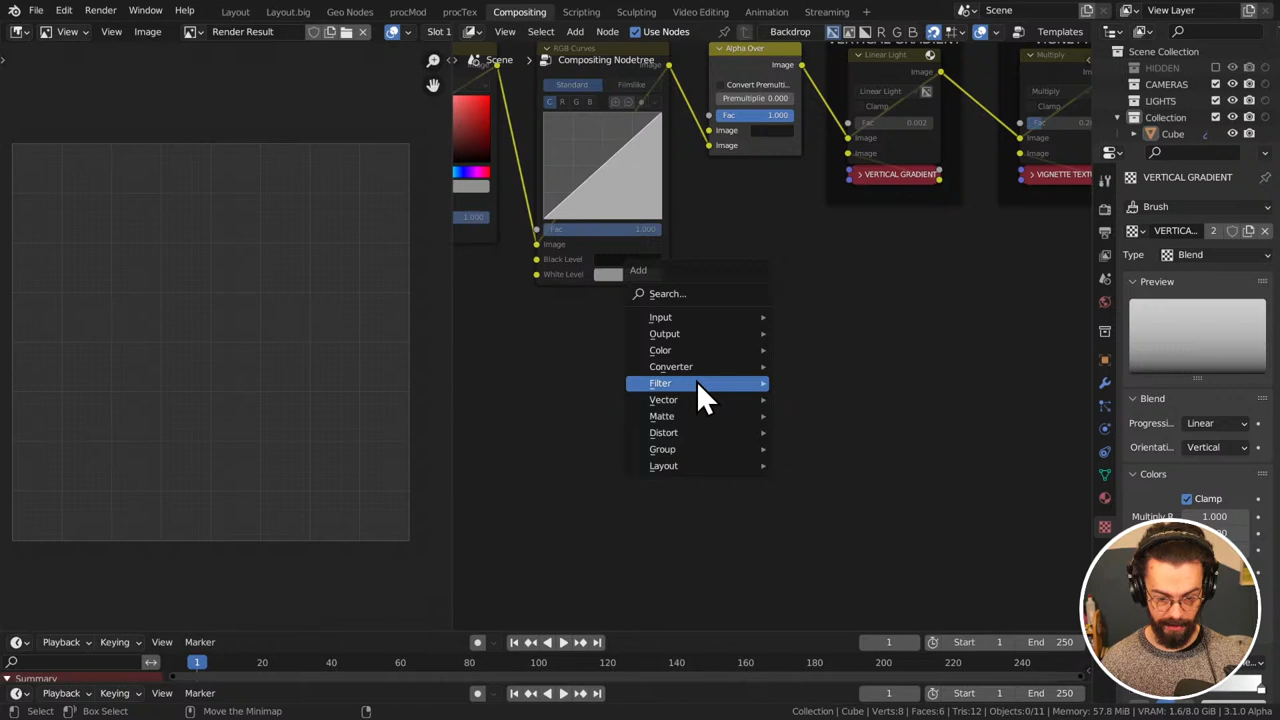 File Edit Render Window Help Layout Layout.big Geo Nodes procMod procTex Compositing Scripting Sculpting Video Editing Animation Streaming Scene View Layer
View View Image Render Result Slot 1 View Select Add Node Use Nodes Backdrop R G B Templates
Scene > Compositing Nodetree
RGB Curves
Image
Standard Filmlike
C R G B
Fac 1.000
Image
Black Level
White Level
1.000
Alpha Over
Image
Convert Premulti...
Premultiplie 0.000
Fac 1.000
Image
Image
VERTICAL GRADIENT
Linear Light
Image
Linear Light
Clamp
Fac 0.002
Image
Image
VERTICAL GRADIENT
Multiply
Image
Multiply
Clamp
Image
Image
VIGNETTE TEXTU
Add
Search...
Input
Output
Color
Converter
Filter
Vector
Matte
Distort
Group
Layout
Scene Collection
HIDDEN
CAMERAS
LIGHTS
Collection
Cube
VERTICAL GRADIENT
Brush
VERTICA... 2
Type Blend
Preview
Blend
Progressi... Linear
Orientati... Vertical
Colors
Clamp
Multiply R 1.000
Playback Keying View Marker 1 Start 1 End 250
1 20 40 60 80 100 120 140 160 180 200 220 240
Summary
Playback Keying View Marker 1 Start 1 End 250
Select Box Select Move the Minimap Collection | Cube | Verts:8 | Faces:6 | Tris:12 | Objects:0/11 | Memory: 57.8 MiB | VRAM: 1.6/8.0 GiB | 3.1.0 Alpha